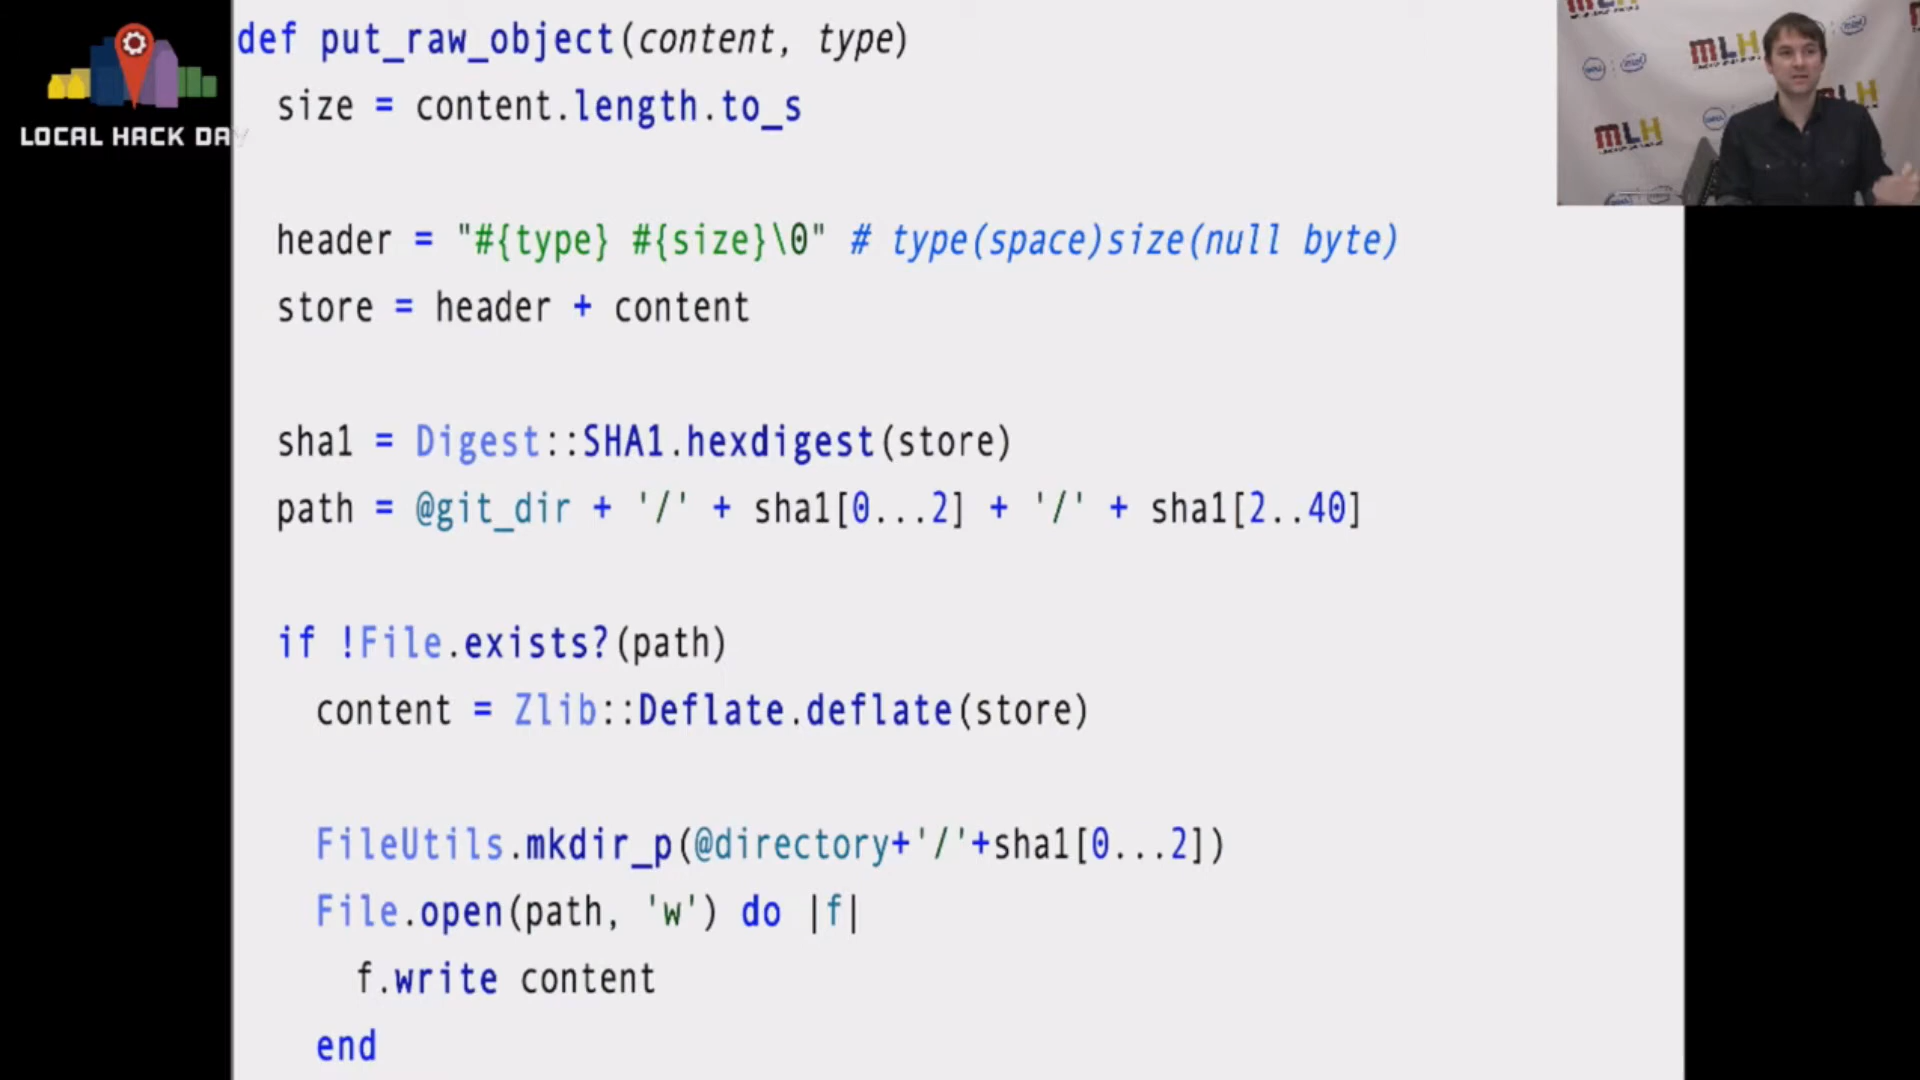 def put_raw_object(content, type)
size = content.length.to_s
header = "#{type} #{size}\0" # type(space)size(null byte)
store = header + content
sha1 = Digest::SHA1.hexdigest(store)
path = @git_dir + '/' + sha1[0...2] + '/' + sha1[2..40]
if !File.exists?(path)
content = Zlib::Deflate.deflate(store)
FileUtils.mkdir_p(@directory+'/'+sha1[0...2])
File.open(path, 'w') do |f|
f.write content
end
LOCAL HACK DAY
MLH
MLH
DELL
intel